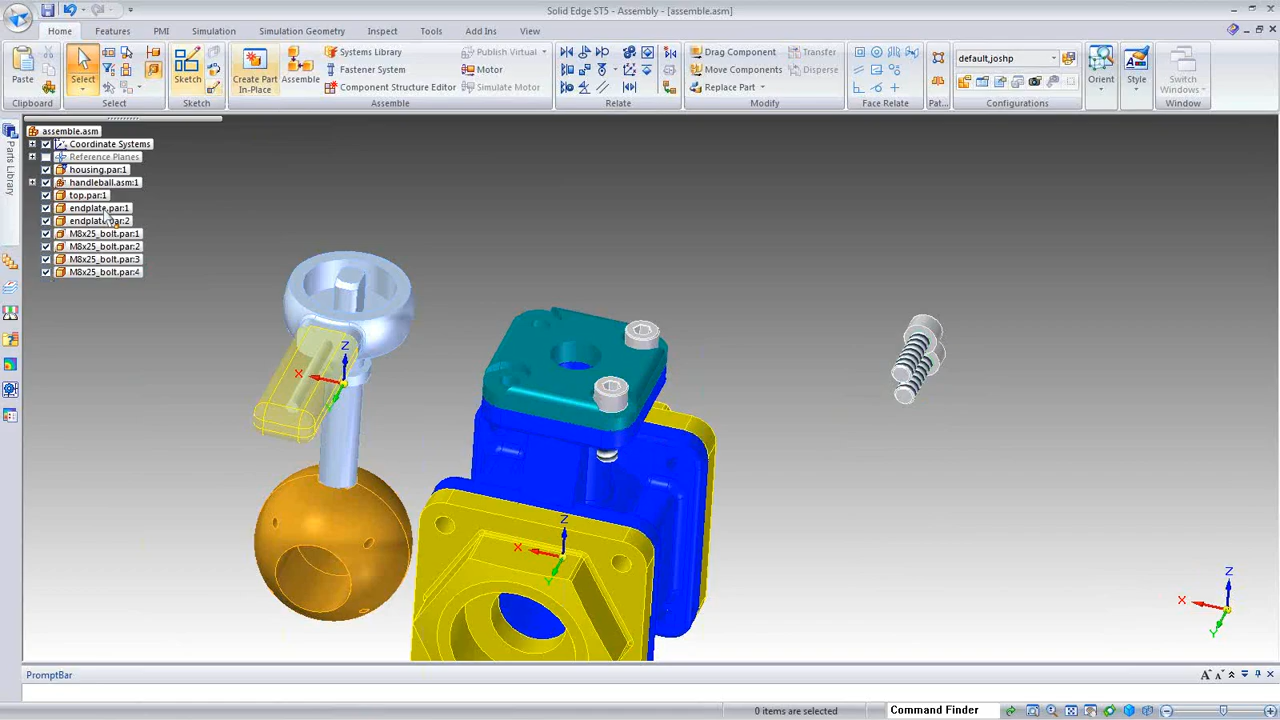 Solid Edge ST5 - Assembly - [assemble.asm]
Home Features PMI Simulation Simulation Geometry Inspect Tools Add Ins View
Paste
Clipboard
Select
Select
Sketch
Sketch
Create Part
In-Place
Assemble
Systems Library
Fastener System
Component Structure Editor
Publish Virtual
Motor
Simulate Motor
Assemble
Relate
Drag Component
Move Components
Replace Part
Transfer
Disperse
Modify
Face Relate
Pat...
default_joshp
Configurations
Orient
Style
Switch
Windows
Window
Parts Library
assemble.asm
Coordinate Systems
Reference Planes
housing.par:1
handleball.asm:1
top.par:1
endplate.par:1
endplate.par:2
M8x25_bolt.par:1
M8x25_bolt.par:2
M8x25_bolt.par:3
M8x25_bolt.par:4
Z
X
Y
Z
X
Y
Z
X
Y
PromptBar
0 items are selected
Command Finder